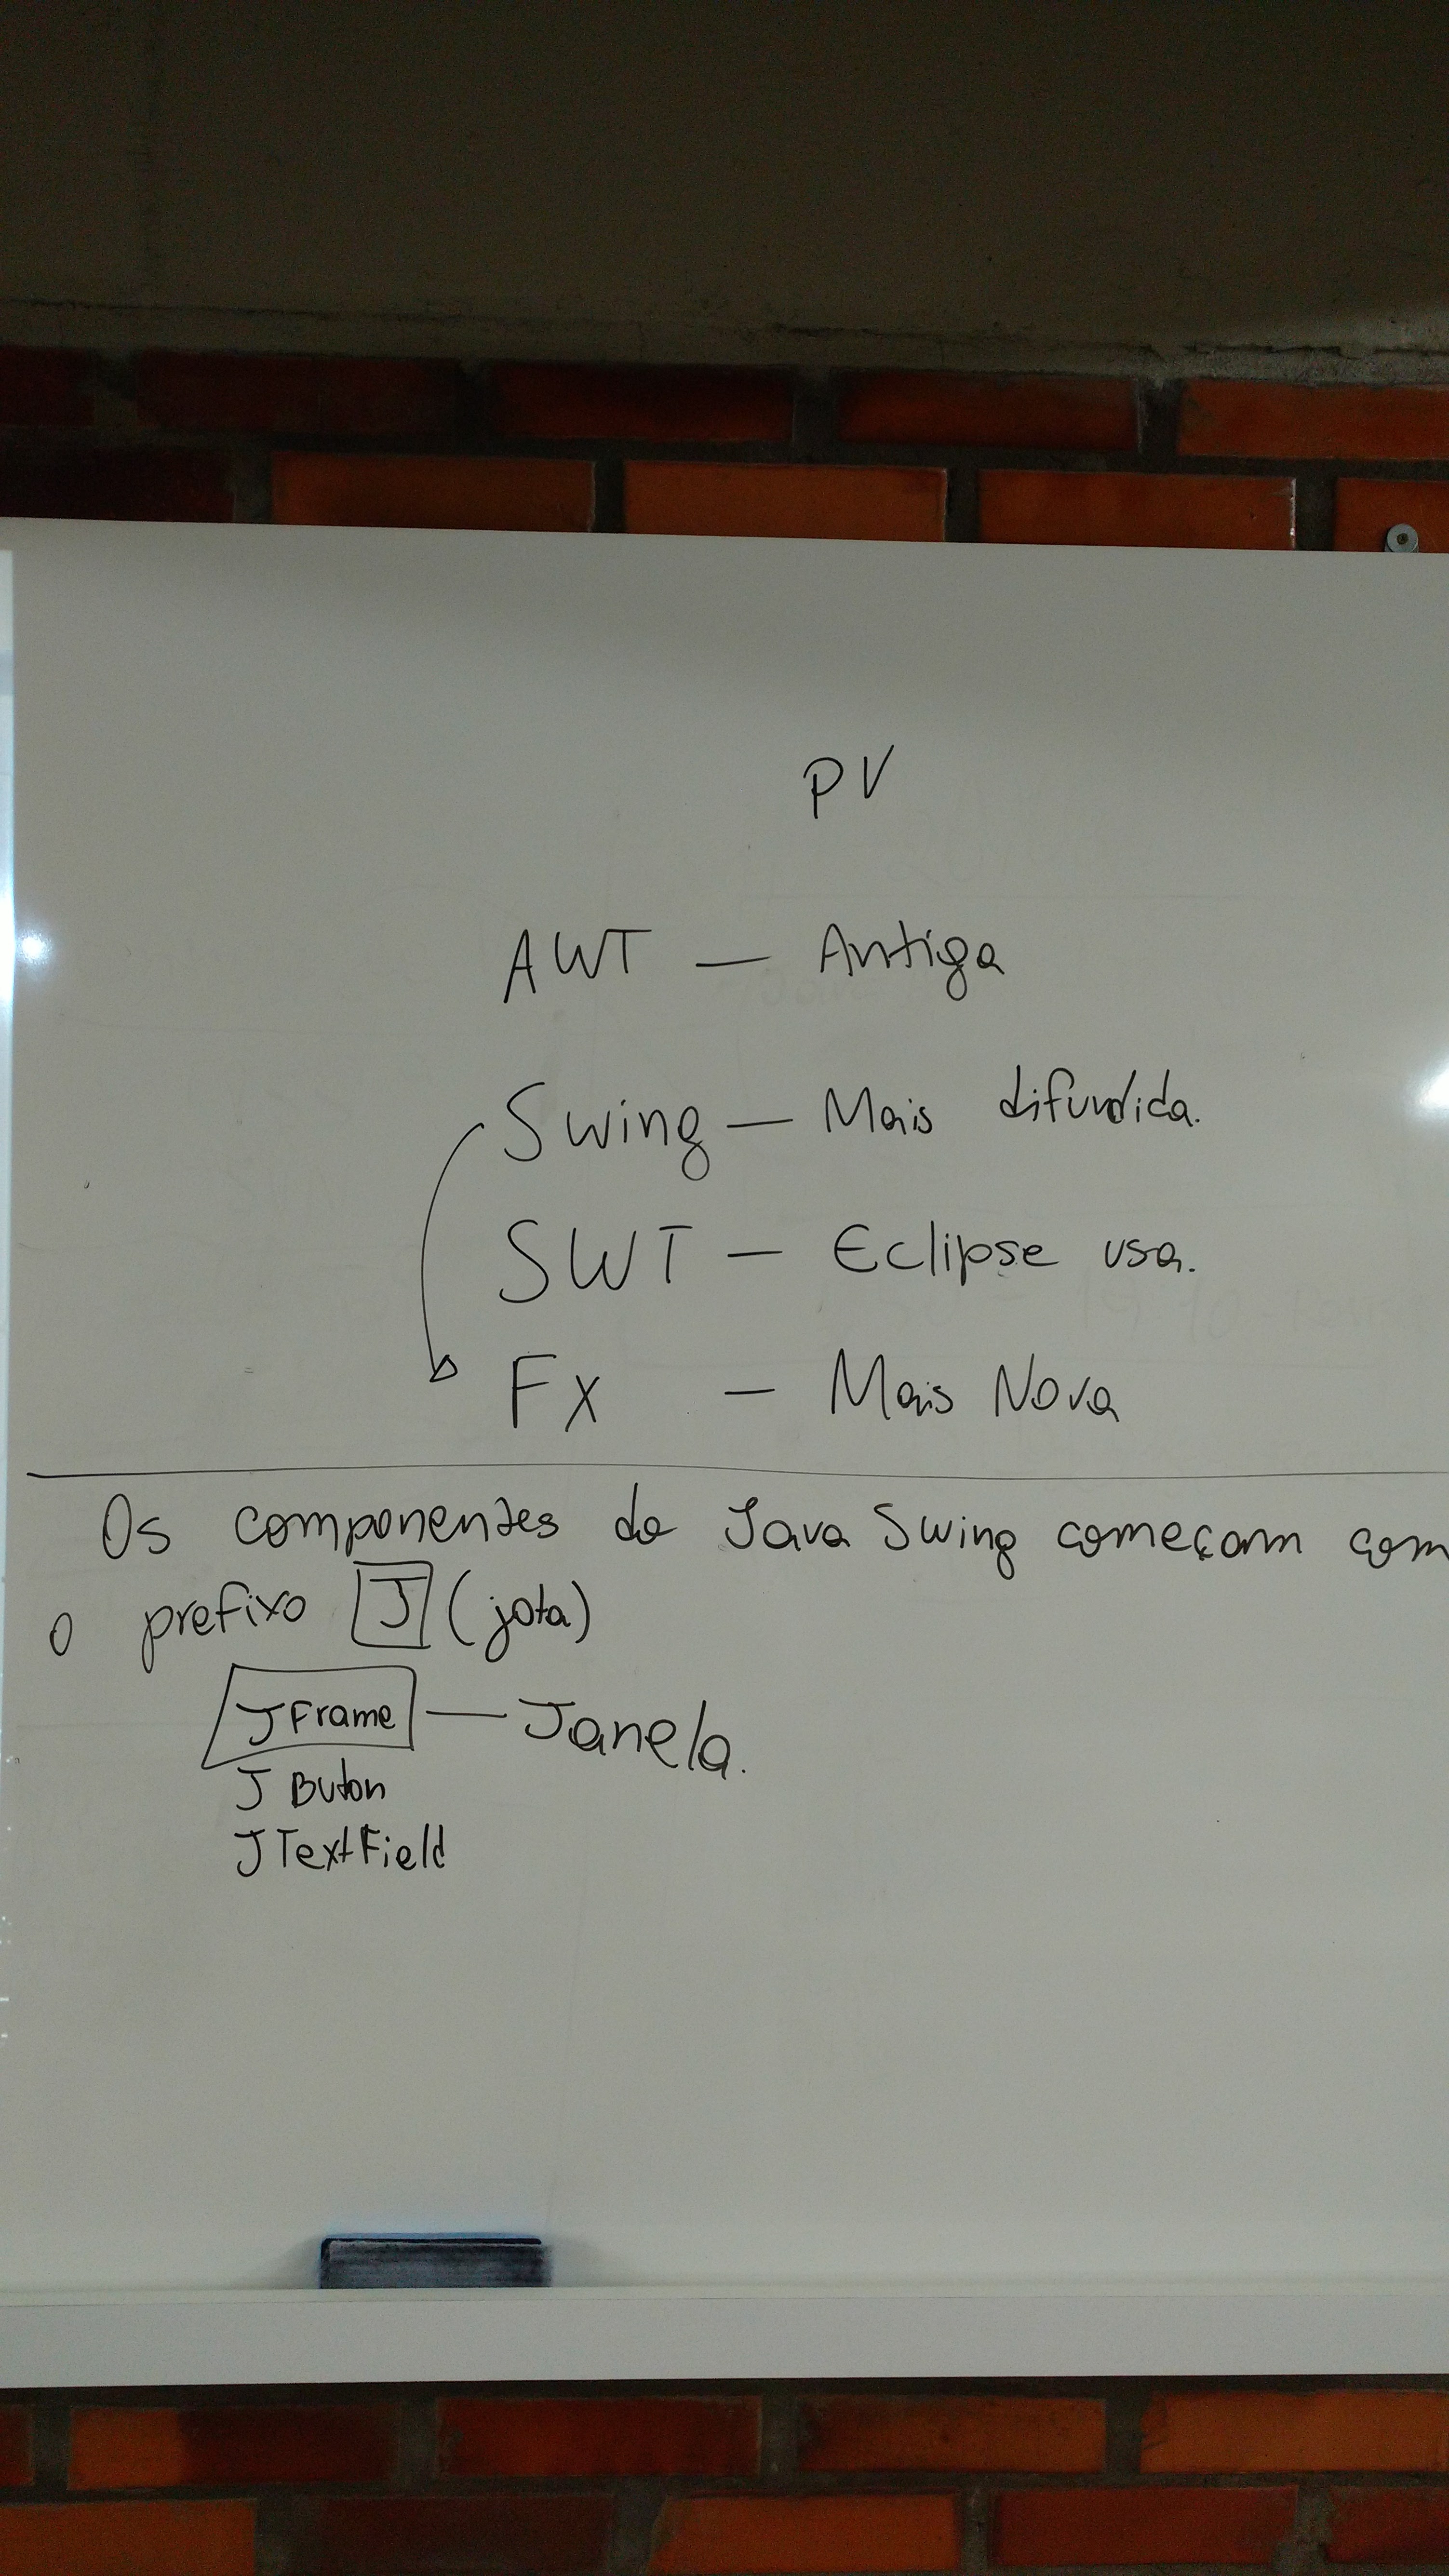 PV
AWT — Antiga
Swing — Mais difundida.
SWT — Eclipse usa.
Fx — Mais Nova
Os componentes do Java Swing começam com
o prefixo J (jota)
JFrame — Janela.
J Buton
JTextField